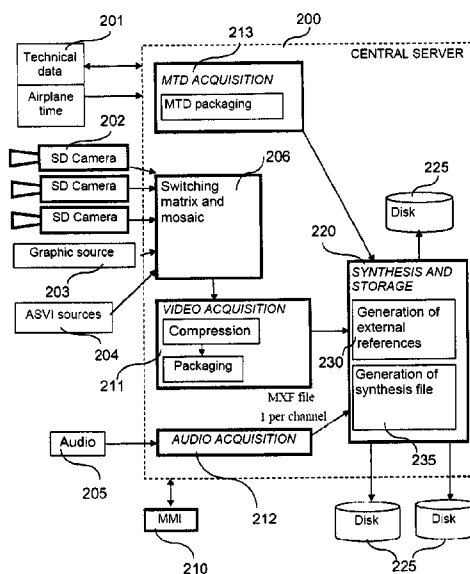 201
213
200
CENTRAL SERVER
Technical
data
Airplane
time
MTD ACQUISITION
MTD packaging
202
SD Camera
SD Camera
SD Camera
206
Switching
matrix and
mosaic
225
Disk
220
Graphic source
203
ASVI sources
204
SYNTHESIS AND
STORAGE
Generation of
external
references
230
VIDEO ACQUISITION
Compression
Packaging
211
Generation of
synthesis file
235
MXF file
1 per channel
Audio
205
AUDIO ACQUISITION
212
MMI
210
Disk
Disk
225